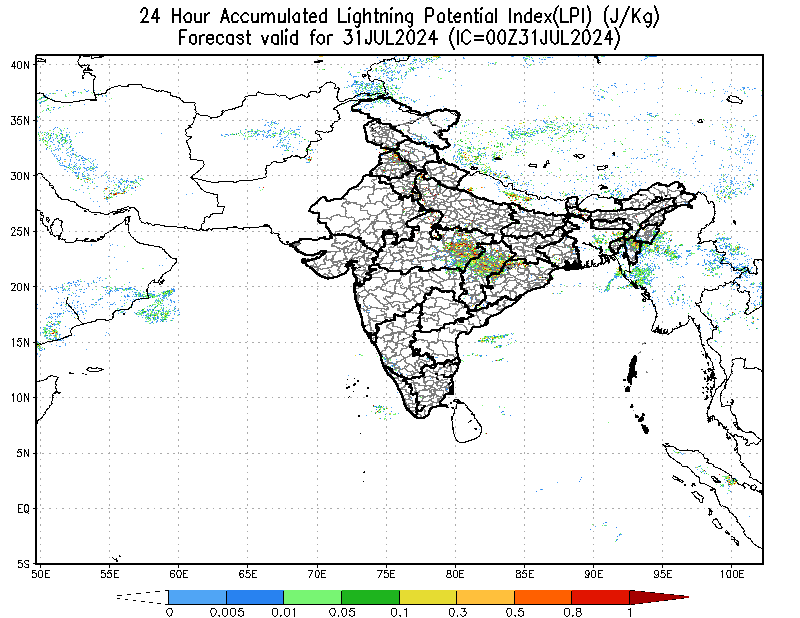 24 Hour Accumulated Lightning Potential Index(LPI) (J/Kg)
Forecast valid for 31JUL2024 (IC=00Z31JUL2024)
40N
35N
30N
25N
20N
15N
10N
5N
EQ
5S
50E 55E 60E 65E 70E 75E 80E 85E 90E 95E 100E
0 0.005 0.01 0.05 0.1 0.3 0.5 0.8 1